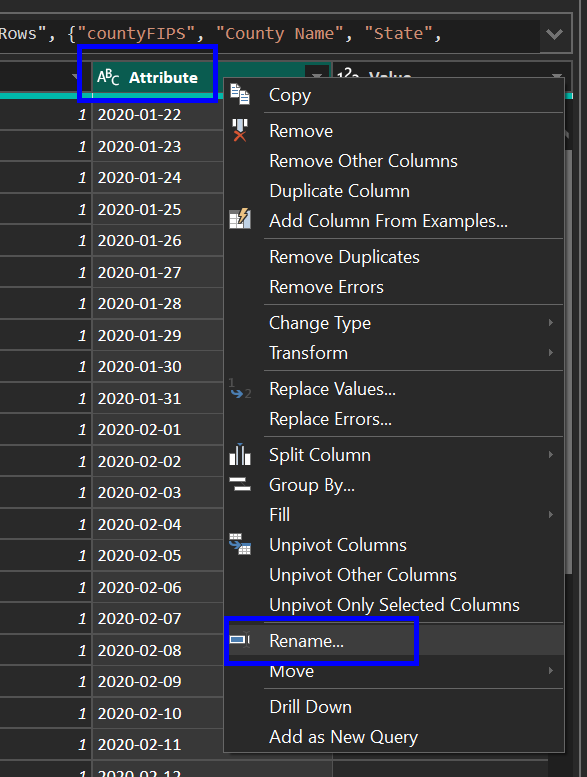 Rows", {"countyFIPS", "County Name", "State",
ABC Attribute
123 Value
1 2020-01-22
1 2020-01-23
1 2020-01-24
1 2020-01-25
1 2020-01-26
1 2020-01-27
1 2020-01-28
1 2020-01-29
1 2020-01-30
1 2020-01-31
1 2020-02-01
1 2020-02-02
1 2020-02-03
1 2020-02-04
1 2020-02-05
1 2020-02-06
1 2020-02-07
1 2020-02-08
1 2020-02-09
1 2020-02-10
1 2020-02-11
2020-02-12
Copy
Remove
Remove Other Columns
Duplicate Column
Add Column From Examples...
Remove Duplicates
Remove Errors
Change Type
Transform
1 2
Replace Values...
Replace Errors...
Split Column
Group By...
Fill
Unpivot Columns
Unpivot Other Columns
Unpivot Only Selected Columns
Rename...
Move
Drill Down
Add as New Query